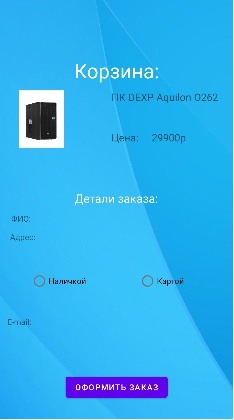 Корзина:
ПК DEXP Aquilon O262
Цена: 29900р
Детали заказа:
ФИО:
Адрес:
Наличкой Картой
E-mail:
ОФОРМИТЬ ЗАКАЗ